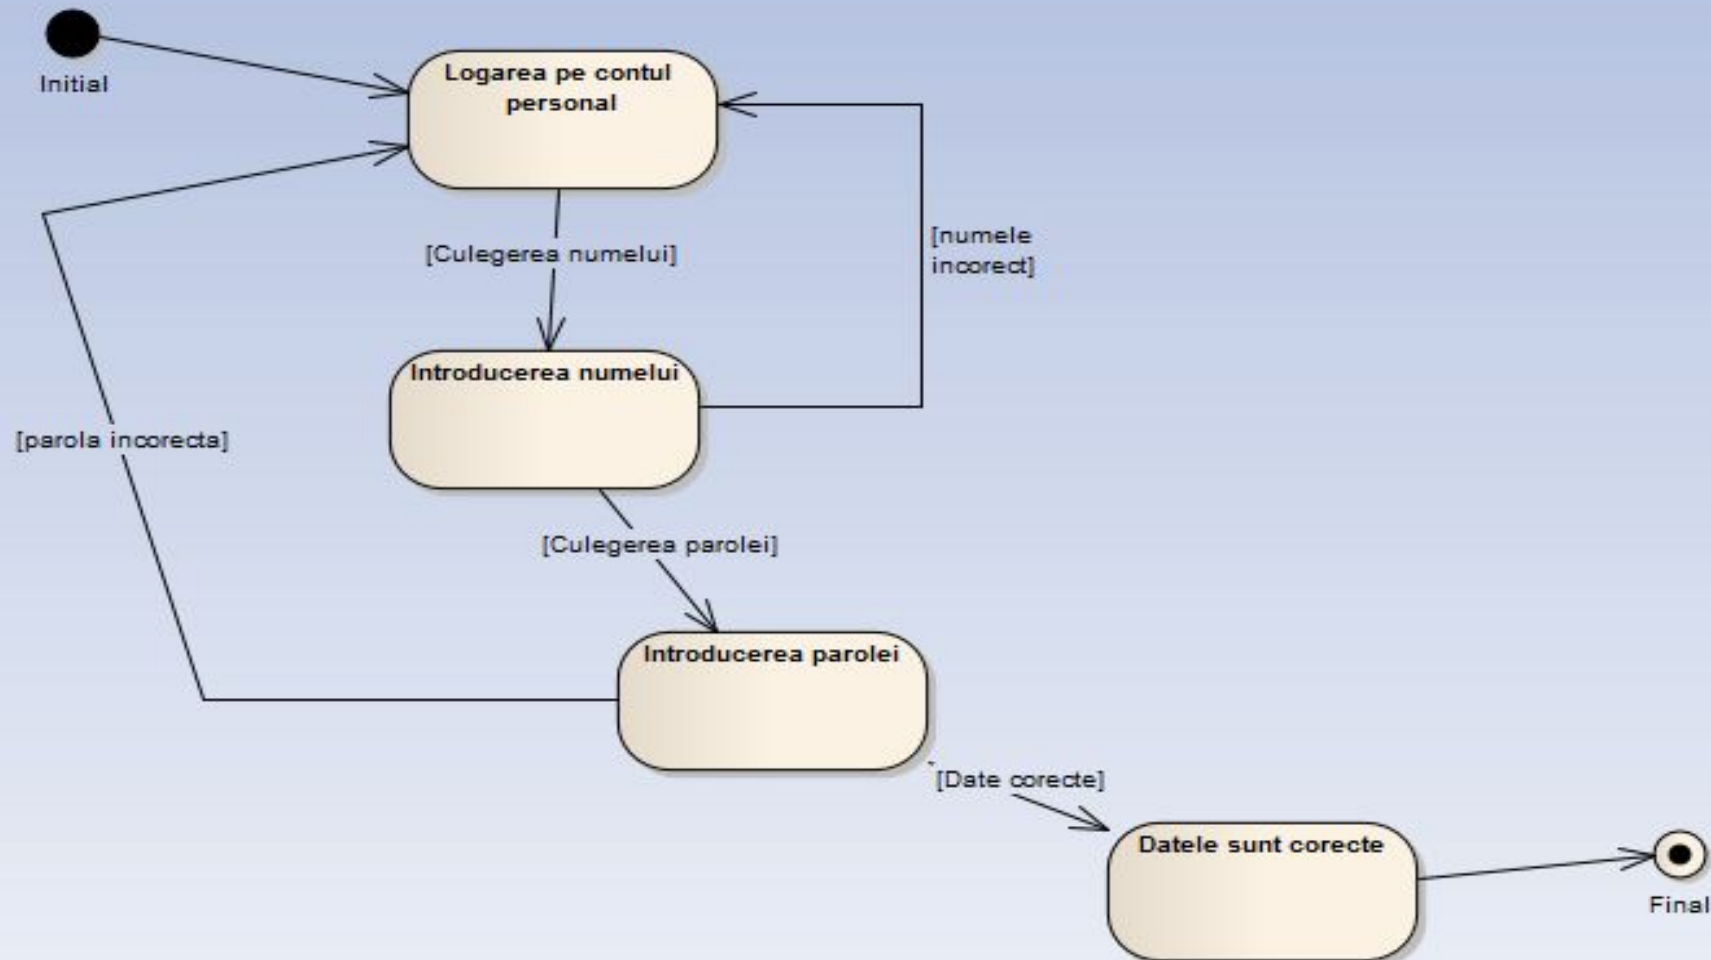 Initial
Logarea pe contul
personal
[Culegerea numelui]
[numele
incorect]
Introducerea numelui
[parola incorecta]
[Culegerea parolei]
Introducerea parolei
[Date corecte]
Datele sunt corecte
Final